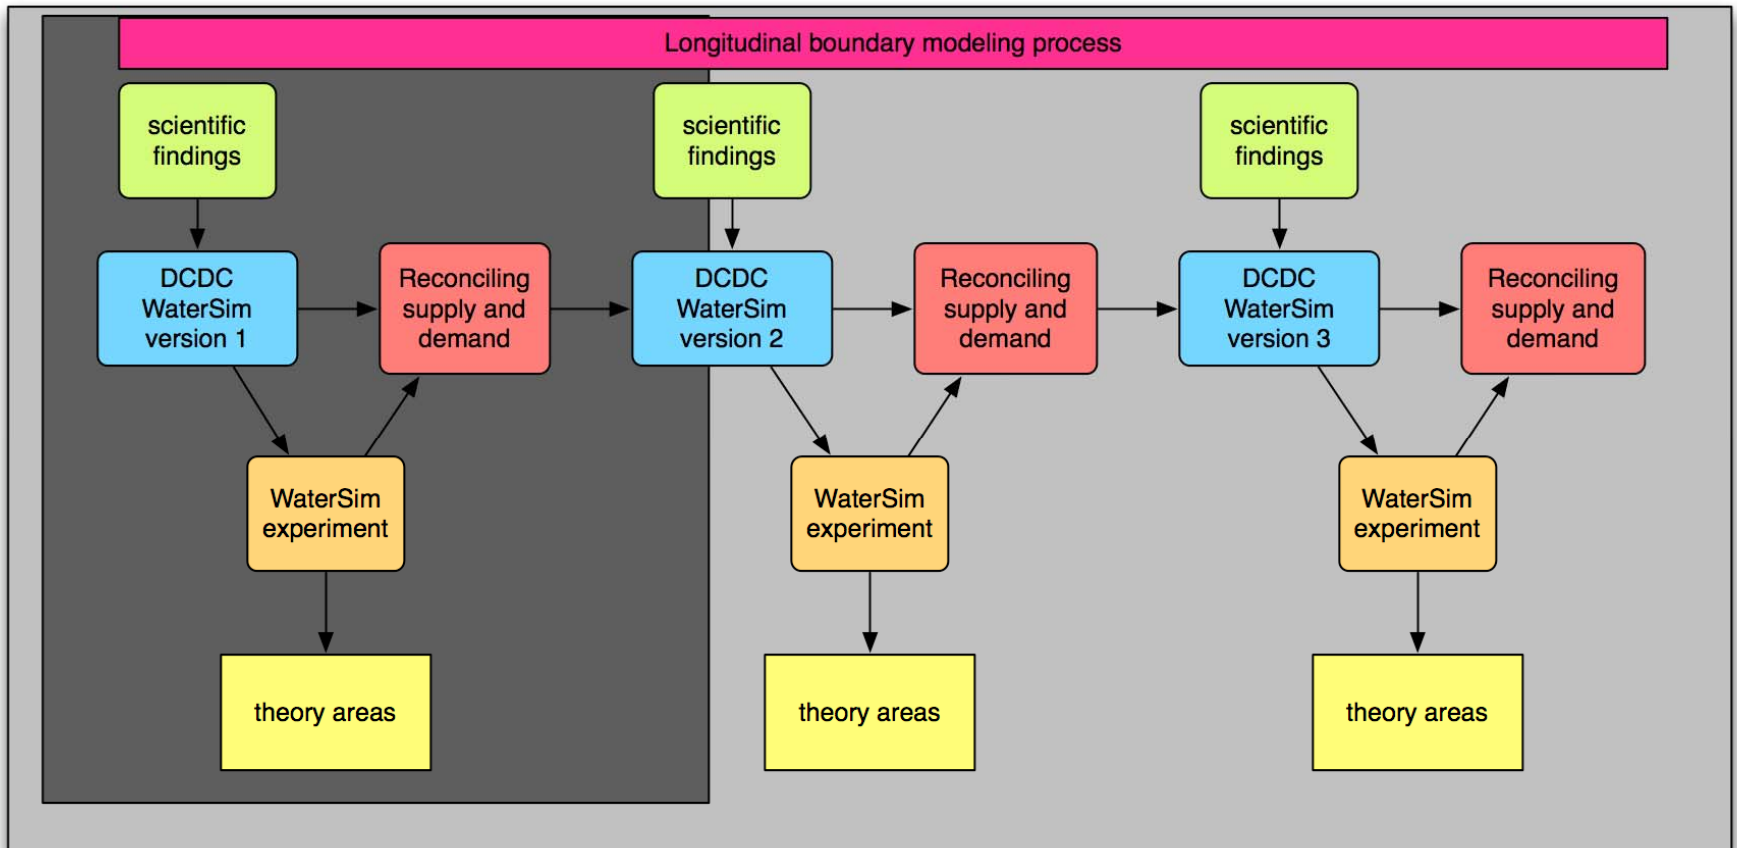 Longitudinal boundary modeling process
scientific
findings
scientific
findings
scientific
findings
DCDC
WaterSim
version 1
Reconciling
supply and
demand
DCDC
WaterSim
version 2
Reconciling
supply and
demand
DCDC
WaterSim
version 3
Reconciling
supply and
demand
WaterSim
experiment
WaterSim
experiment
WaterSim
experiment
theory areas
theory areas
theory areas